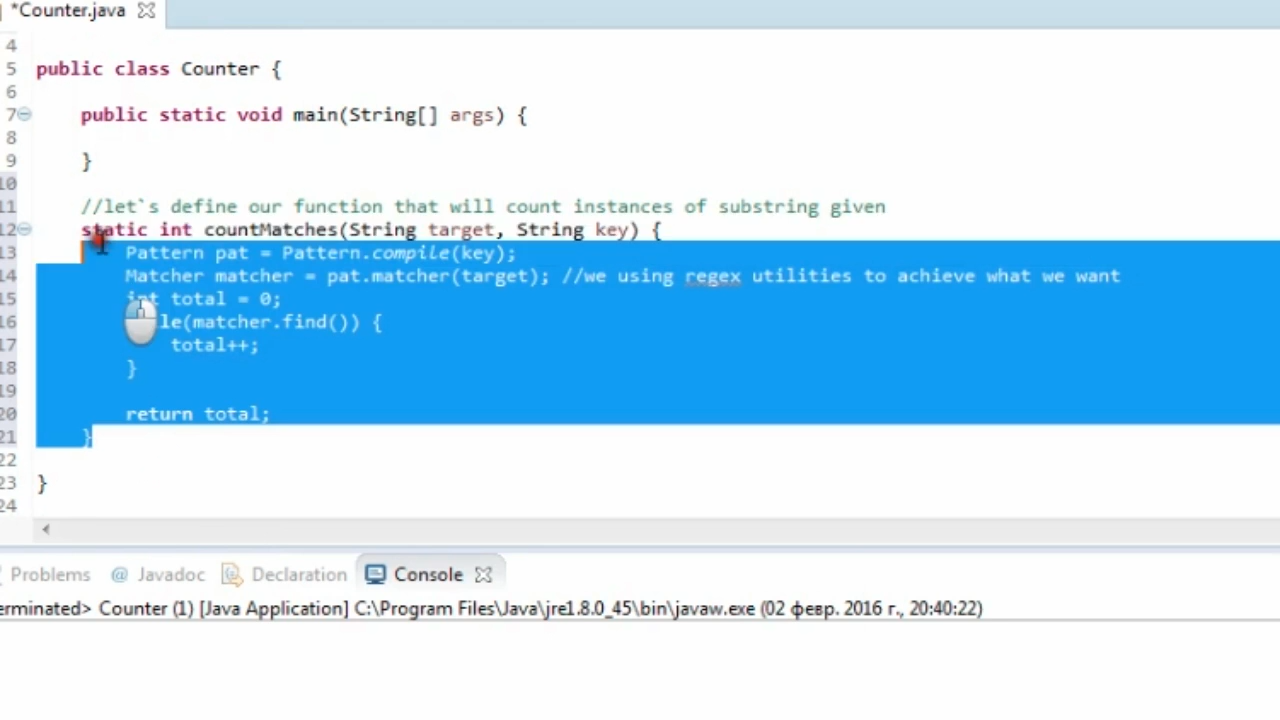 *Counter.java
4
5 public class Counter {
6
7 public static void main(String[] args) {
8
9 }
10
11 //let`s define our function that will count instances of substring given
12 static int countMatches(String target, String key) {
13 Pattern pat = Pattern.compile(key);
14 Matcher matcher = pat.matcher(target); //we using regex utilities to achieve what we want
15 int total = 0;
16 le(matcher.find()) {
17 total++;
18 }
19
20 return total;
21 }
22
23 }
24
Problems @ Javadoc Declaration Console
erminated> Counter (1) [Java Application] C:\Program Files\Java\jre1.8.0_45\bin\javaw.exe (02 февр. 2016 г., 20:40:22)